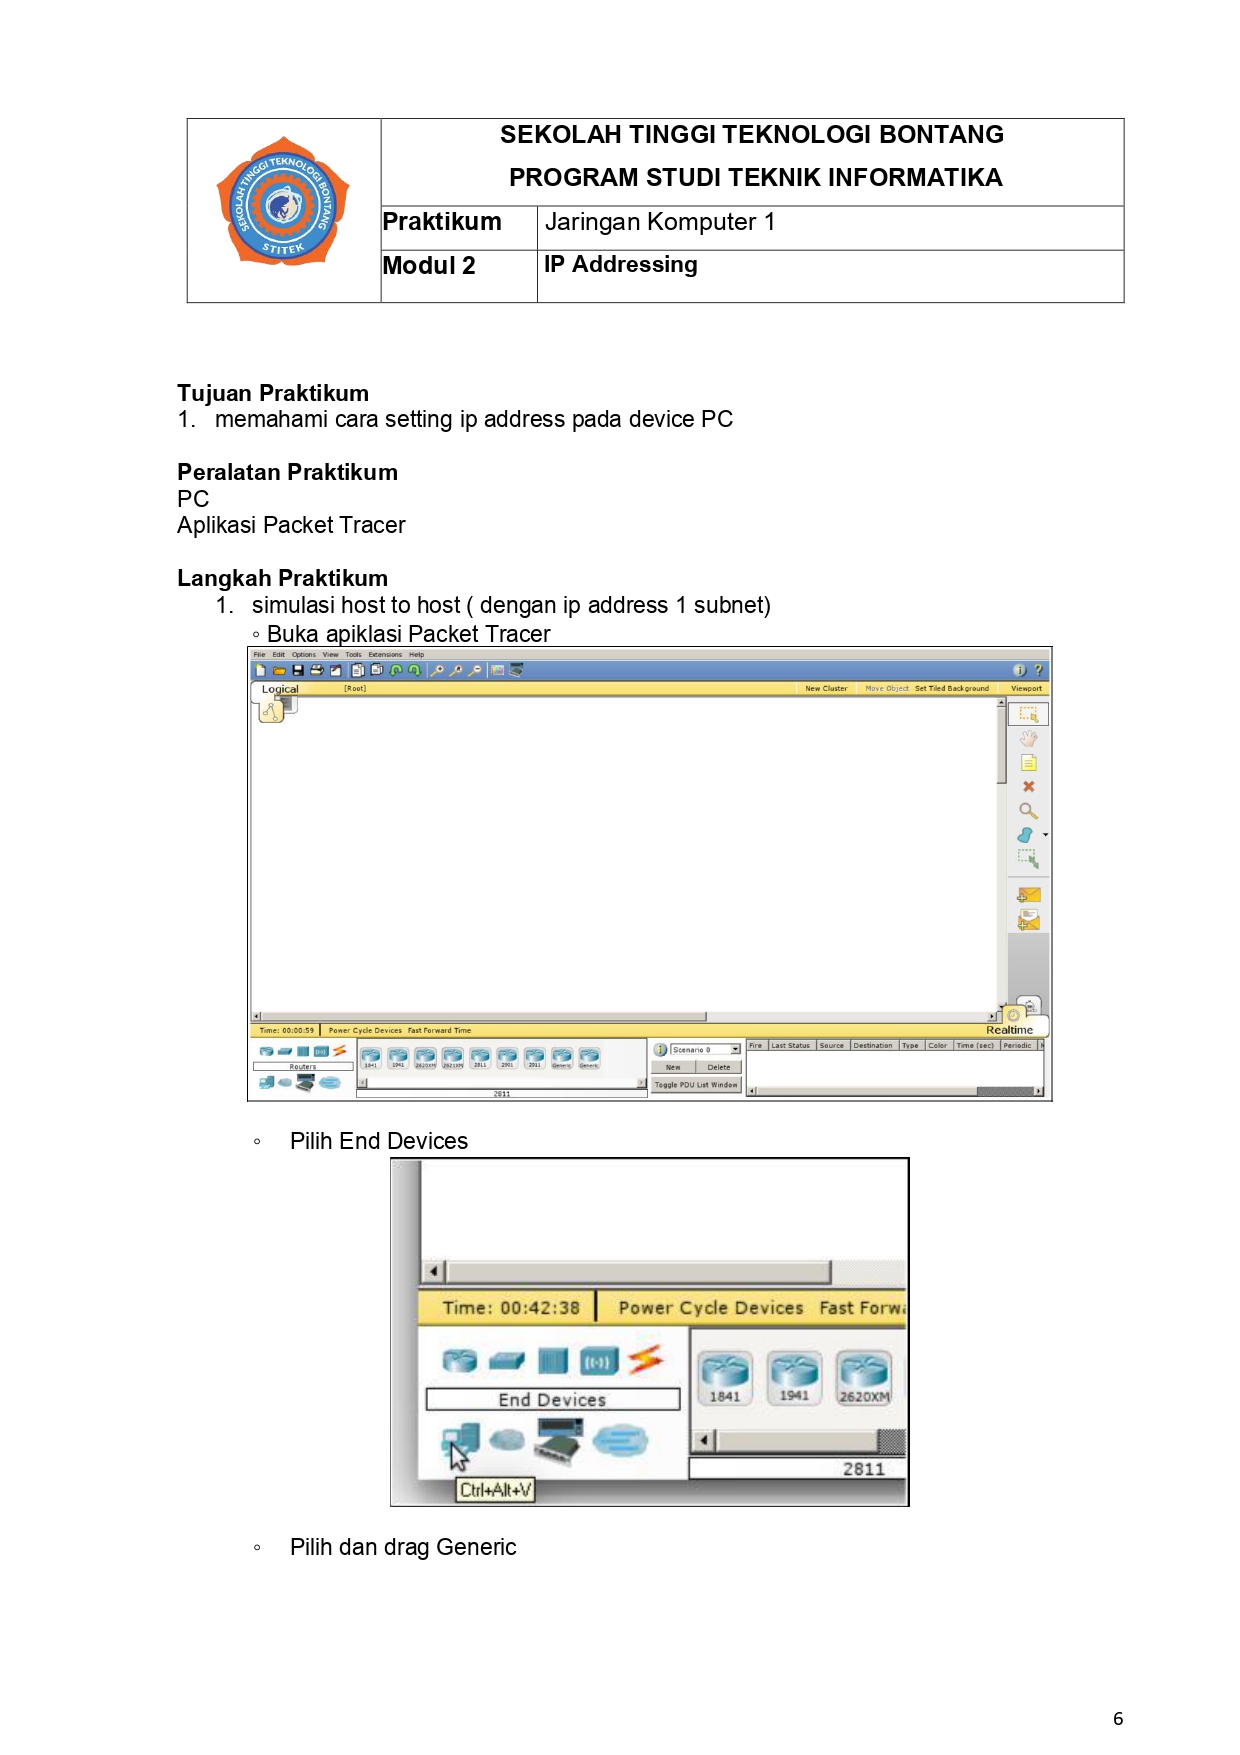 SEKOLAH TINGGI TEKNOLOGI BONTANG
STITEK
SEKOLAH TINGGI TEKNOLOGI BONTANG
PROGRAM STUDI TEKNIK INFORMATIKA
Praktikum
Jaringan Komputer 1
Modul 2
IP Addressing
Tujuan Praktikum
1. memahami cara setting ip address pada device PC
Peralatan Praktikum
PC
Aplikasi Packet Tracer
Langkah Praktikum
1. simulasi host to host ( dengan ip address 1 subnet)
◦ Buka apiklasi Packet Tracer
File Edit Options View Tools Extensions Help
Logical [Root] New Cluster Move Object Set Tiled Background Viewport
Realtime
Time: 00:00:59 Power Cycle Devices Fast Forward Time
Routers
1841 1941 2620XM 2621XM 2811 2901 2911 Generic Generic
2811
Scenario 0
New Delete
Toggle PDU List Window
Fire Last Status Source Destination Type Color Time (sec) Periodic
◦ Pilih End Devices
Time: 00:42:38 Power Cycle Devices Fast Forwa
End Devices
1841 1941 2620XM
2811
Ctrl+Alt+V
◦ Pilih dan drag Generic
6